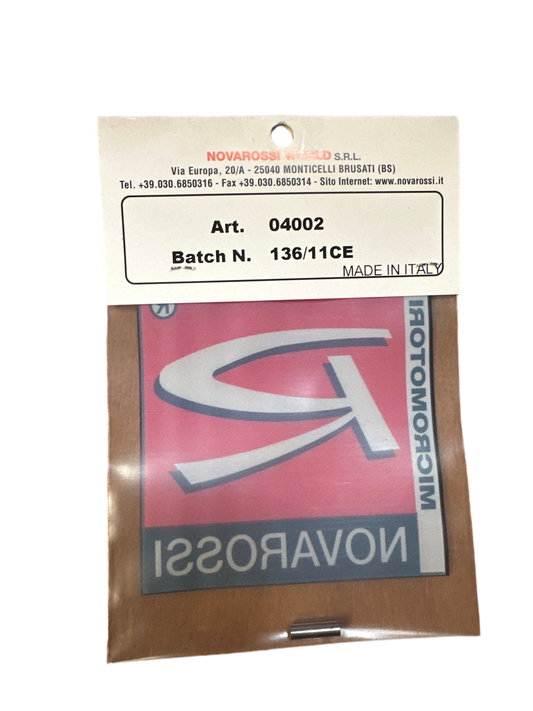 NOVAROSSI WORLD S.R.L.
Via Europa, 20/A - 25040 MONTICELLI BRUSATI (BS)
Tel. +39.030.6850316 - Fax +39.030.6850314 - Sito Internet: www.novarossi.it
Art. 04002
Batch N. 136/11CE
MADE IN ITALY
®
MICROMOTORI
NOVAROSSI